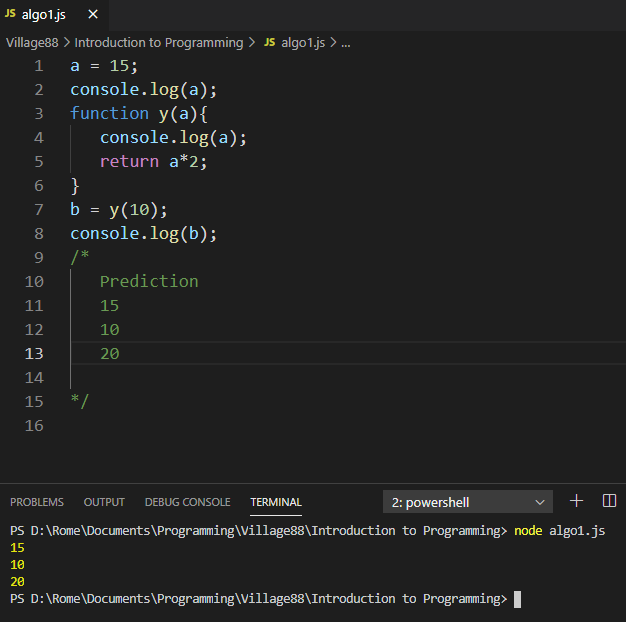 JS algo1.js ×
Village88 > Introduction to Programming > JS algo1.js > ...
1 a = 15;
2 console.log(a);
3 function y(a){
4 console.log(a);
5 return a*2;
6 }
7 b = y(10);
8 console.log(b);
9 /*
10 Prediction
11 15
12 10
13 20
14
15 */
16
PROBLEMS OUTPUT DEBUG CONSOLE TERMINAL 2: powershell
PS D:\Rome\Documents\Programming\Village88\Introduction to Programming> node algo1.js
15
10
20
PS D:\Rome\Documents\Programming\Village88\Introduction to Programming>